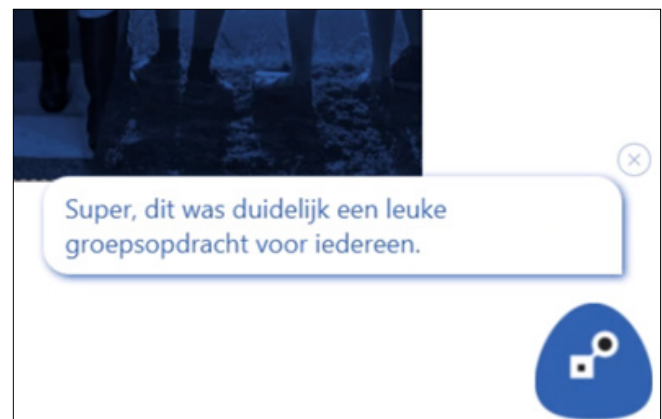 Super, dit was duidelijk een leuke
groepsopdracht voor iedereen.